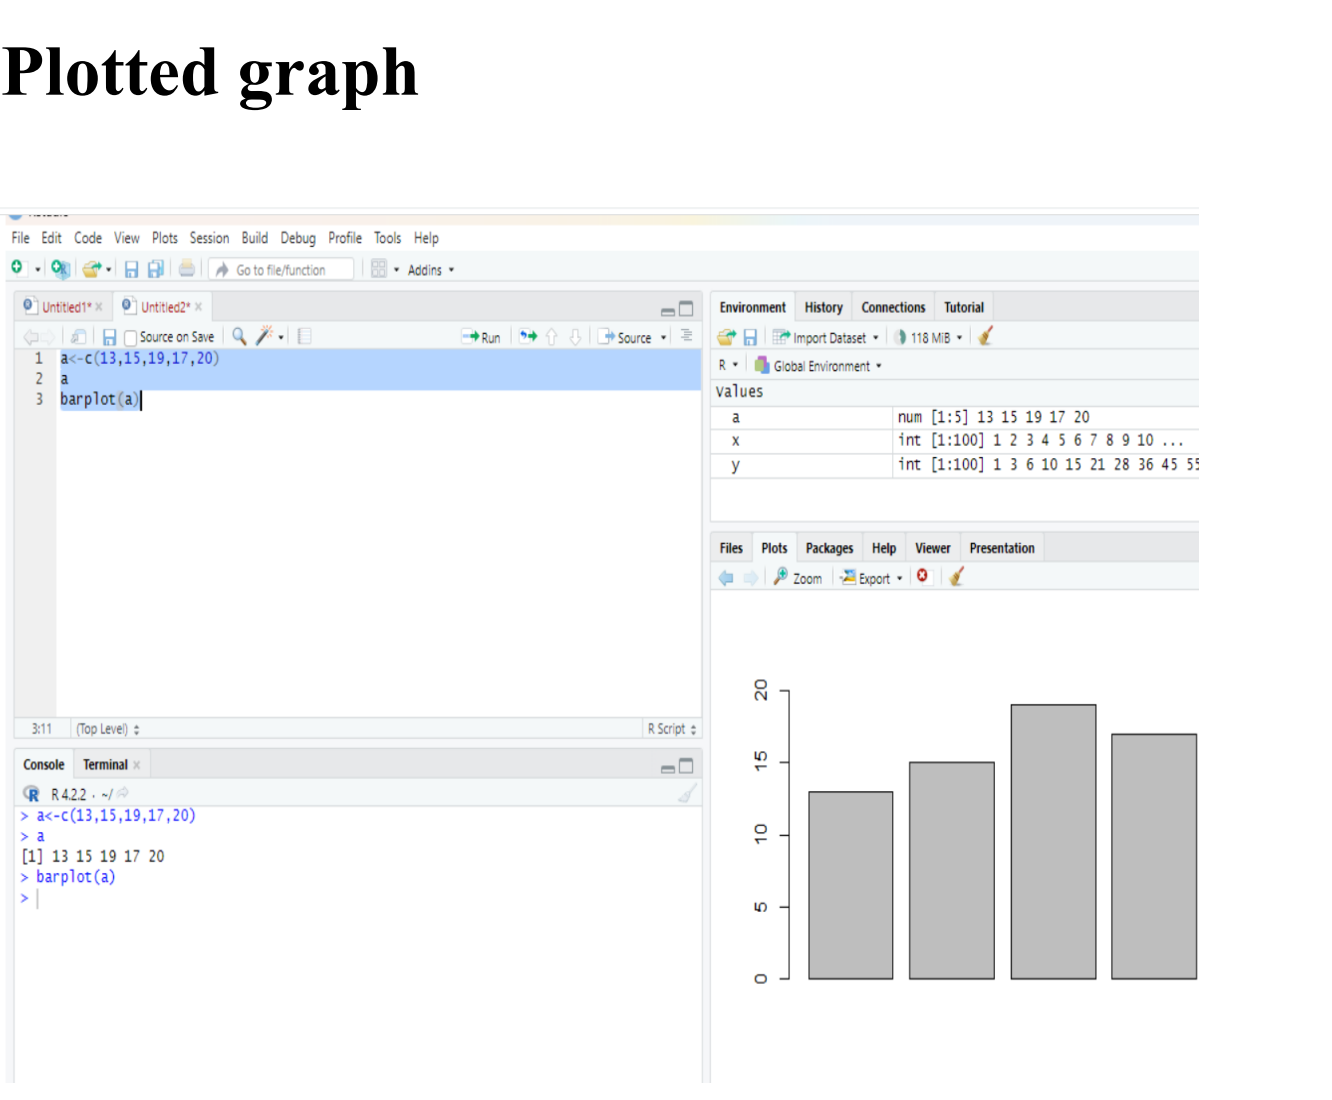 Plotted graph
File Edit Code View Plots Session Build Debug Profile Tools Help
Go to file/function Addins
Untitled1* × Untitled2* ×
Source on Save Run Source
1 a<-c(13,15,19,17,20)
2 a
3 barplot(a)
3:11 (Top Level) R Script
Console Terminal ×
R 4.2.2 · ~/
> a<-c(13,15,19,17,20)
> a
[1] 13 15 19 17 20
> barplot(a)
>
Environment History Connections Tutorial
Import Dataset 118 MiB
R Global Environment
Values
a num [1:5] 13 15 19 17 20
x int [1:100] 1 2 3 4 5 6 7 8 9 10 ...
y int [1:100] 1 3 6 10 15 21 28 36 45 55
Files Plots Packages Help Viewer Presentation
Zoom Export
20
15
10
5
0